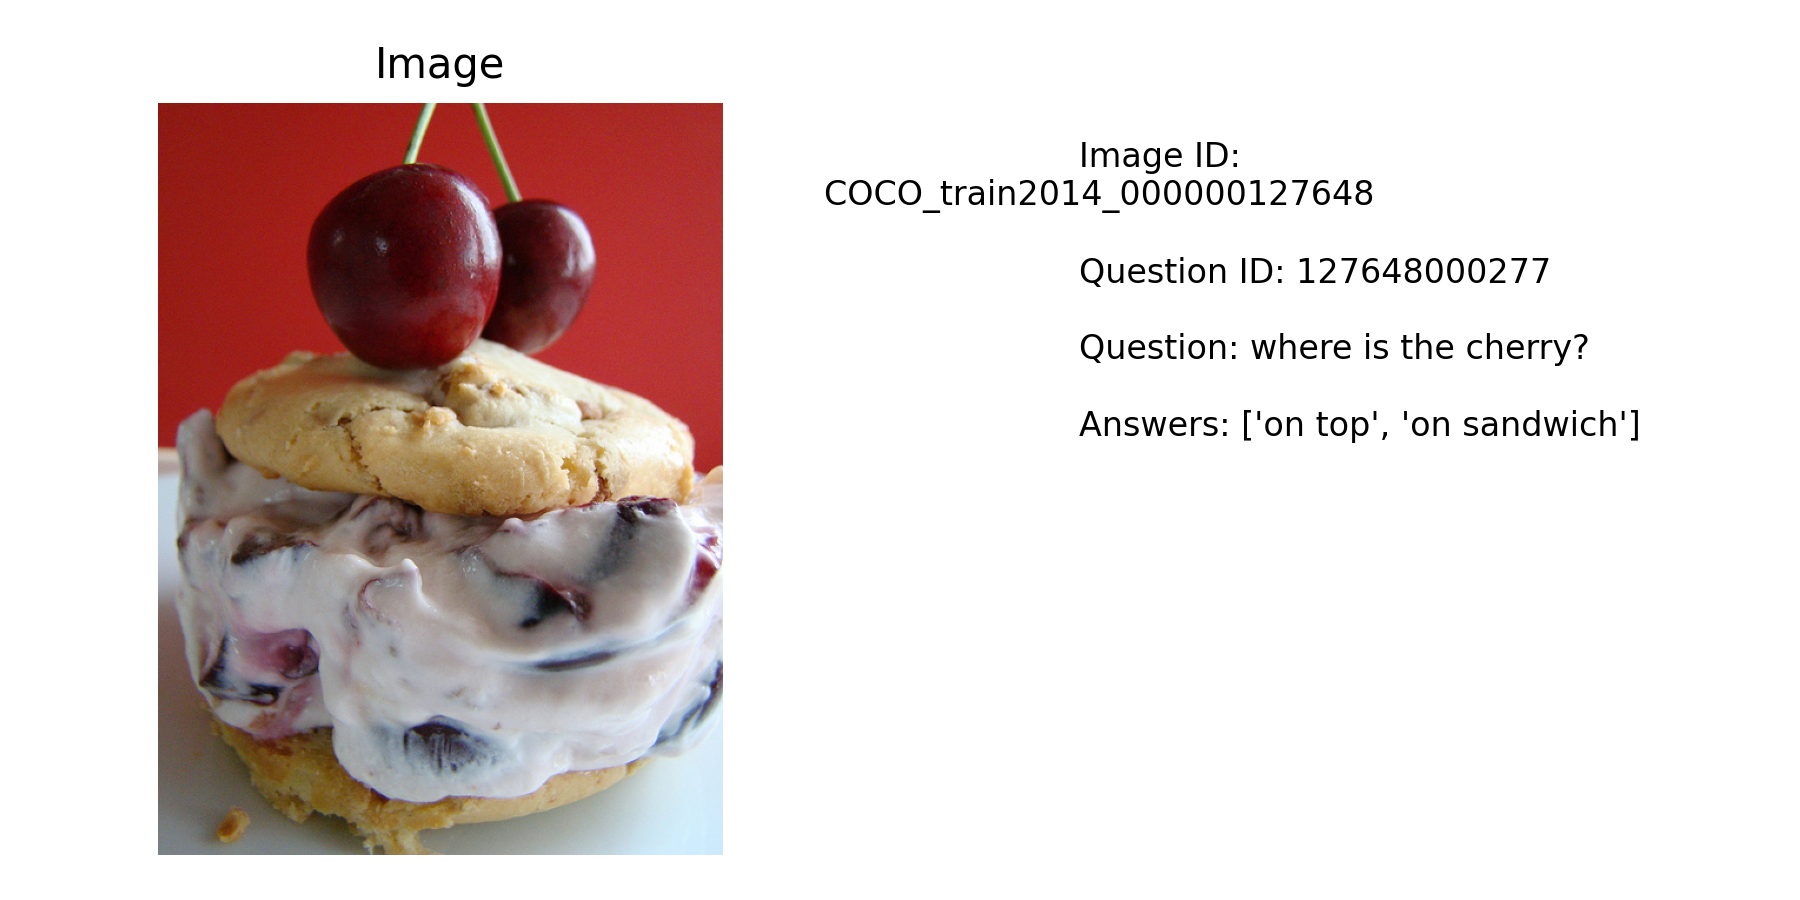 Image
Image ID:
COCO_train2014_000000127648
Question ID: 127648000277
Question: where is the cherry?
Answers: ['on top', 'on sandwich']